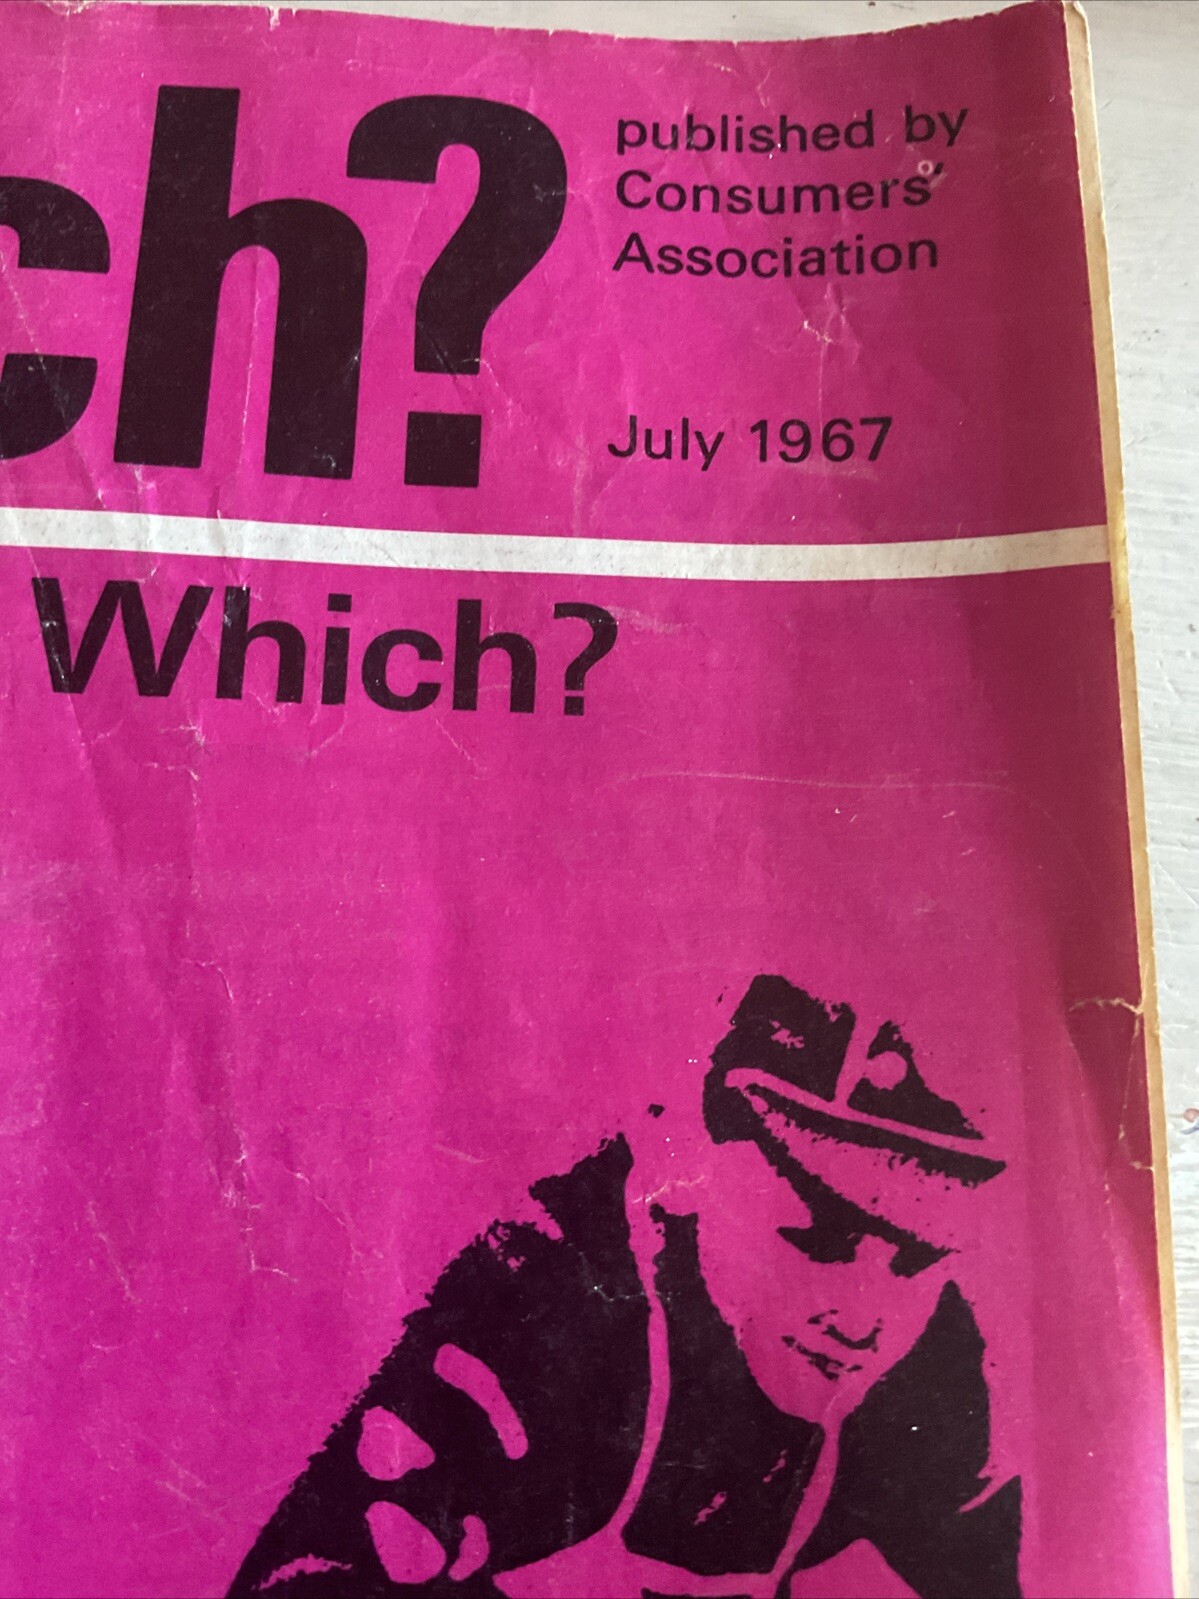 ch?
published by
Consumers'
Association
July 1967
Which?